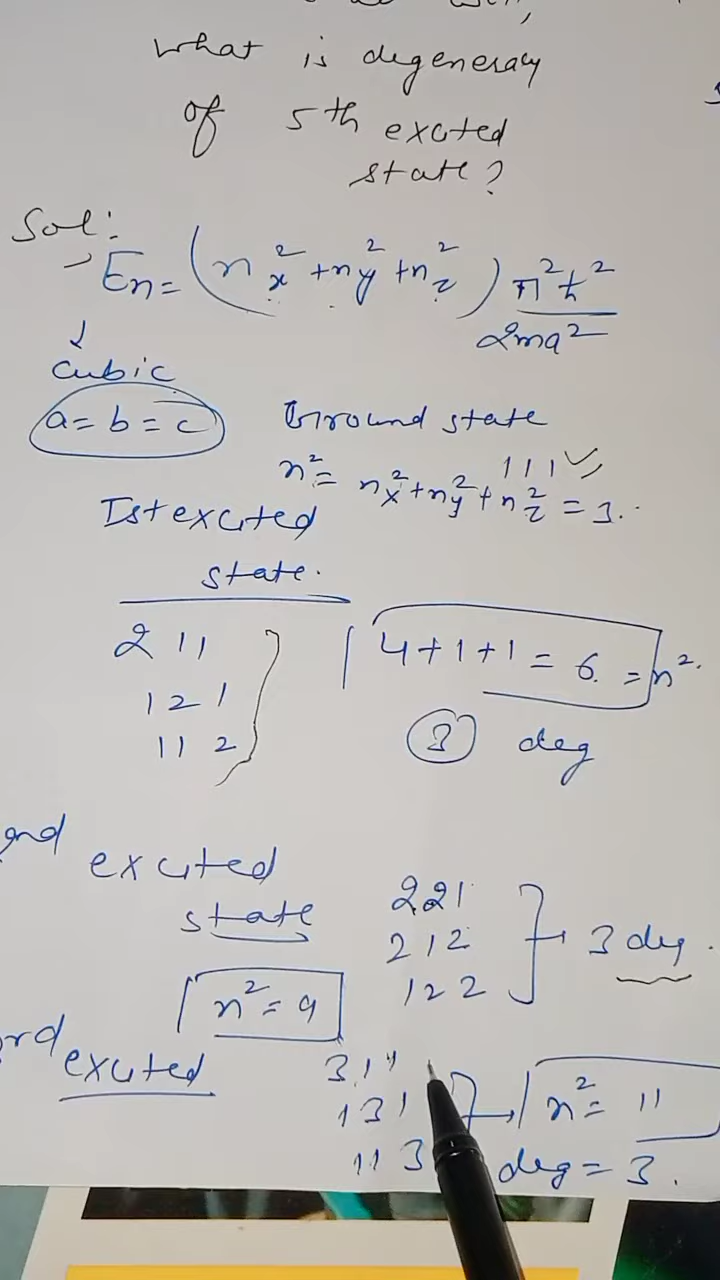 what is degeneracy
of 5th excited
state?
Sol:
En = (nx² + ny² + nz²) π²ħ² / 2ma²
↓
cubic
a = b = c
Ground state
111 ✓
n² = nx² + ny² + nz² = 3.
Ist excited
state.
211
121
112
4+1+1 = 6. = n².
3 deg
2nd excited
state
221
212
122
3 deg.
n² = 9
3rd excited
311
131
113
n² = 11
deg = 3.